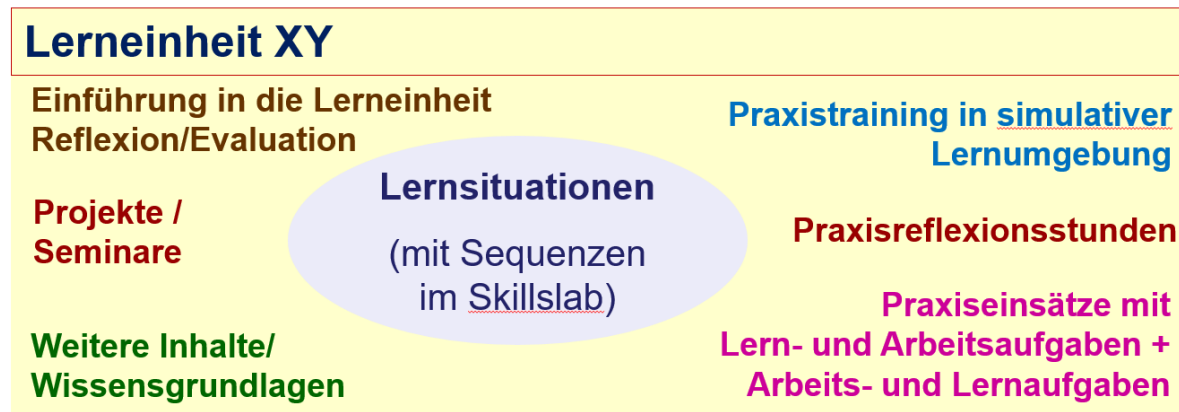 Lerneinheit XY
Einführung in die Lerneinheit
Reflexion/Evaluation
Projekte /
Seminare
Weitere Inhalte/
Wissensgrundlagen
Lernsituationen
(mit Sequenzen
im Skillslab)
Praxistraining in simulativer
Lernumgebung
Praxisreflexionsstunden
Praxiseinsätze mit
Lern- und Arbeitsaufgaben +
Arbeits- und Lernaufgaben